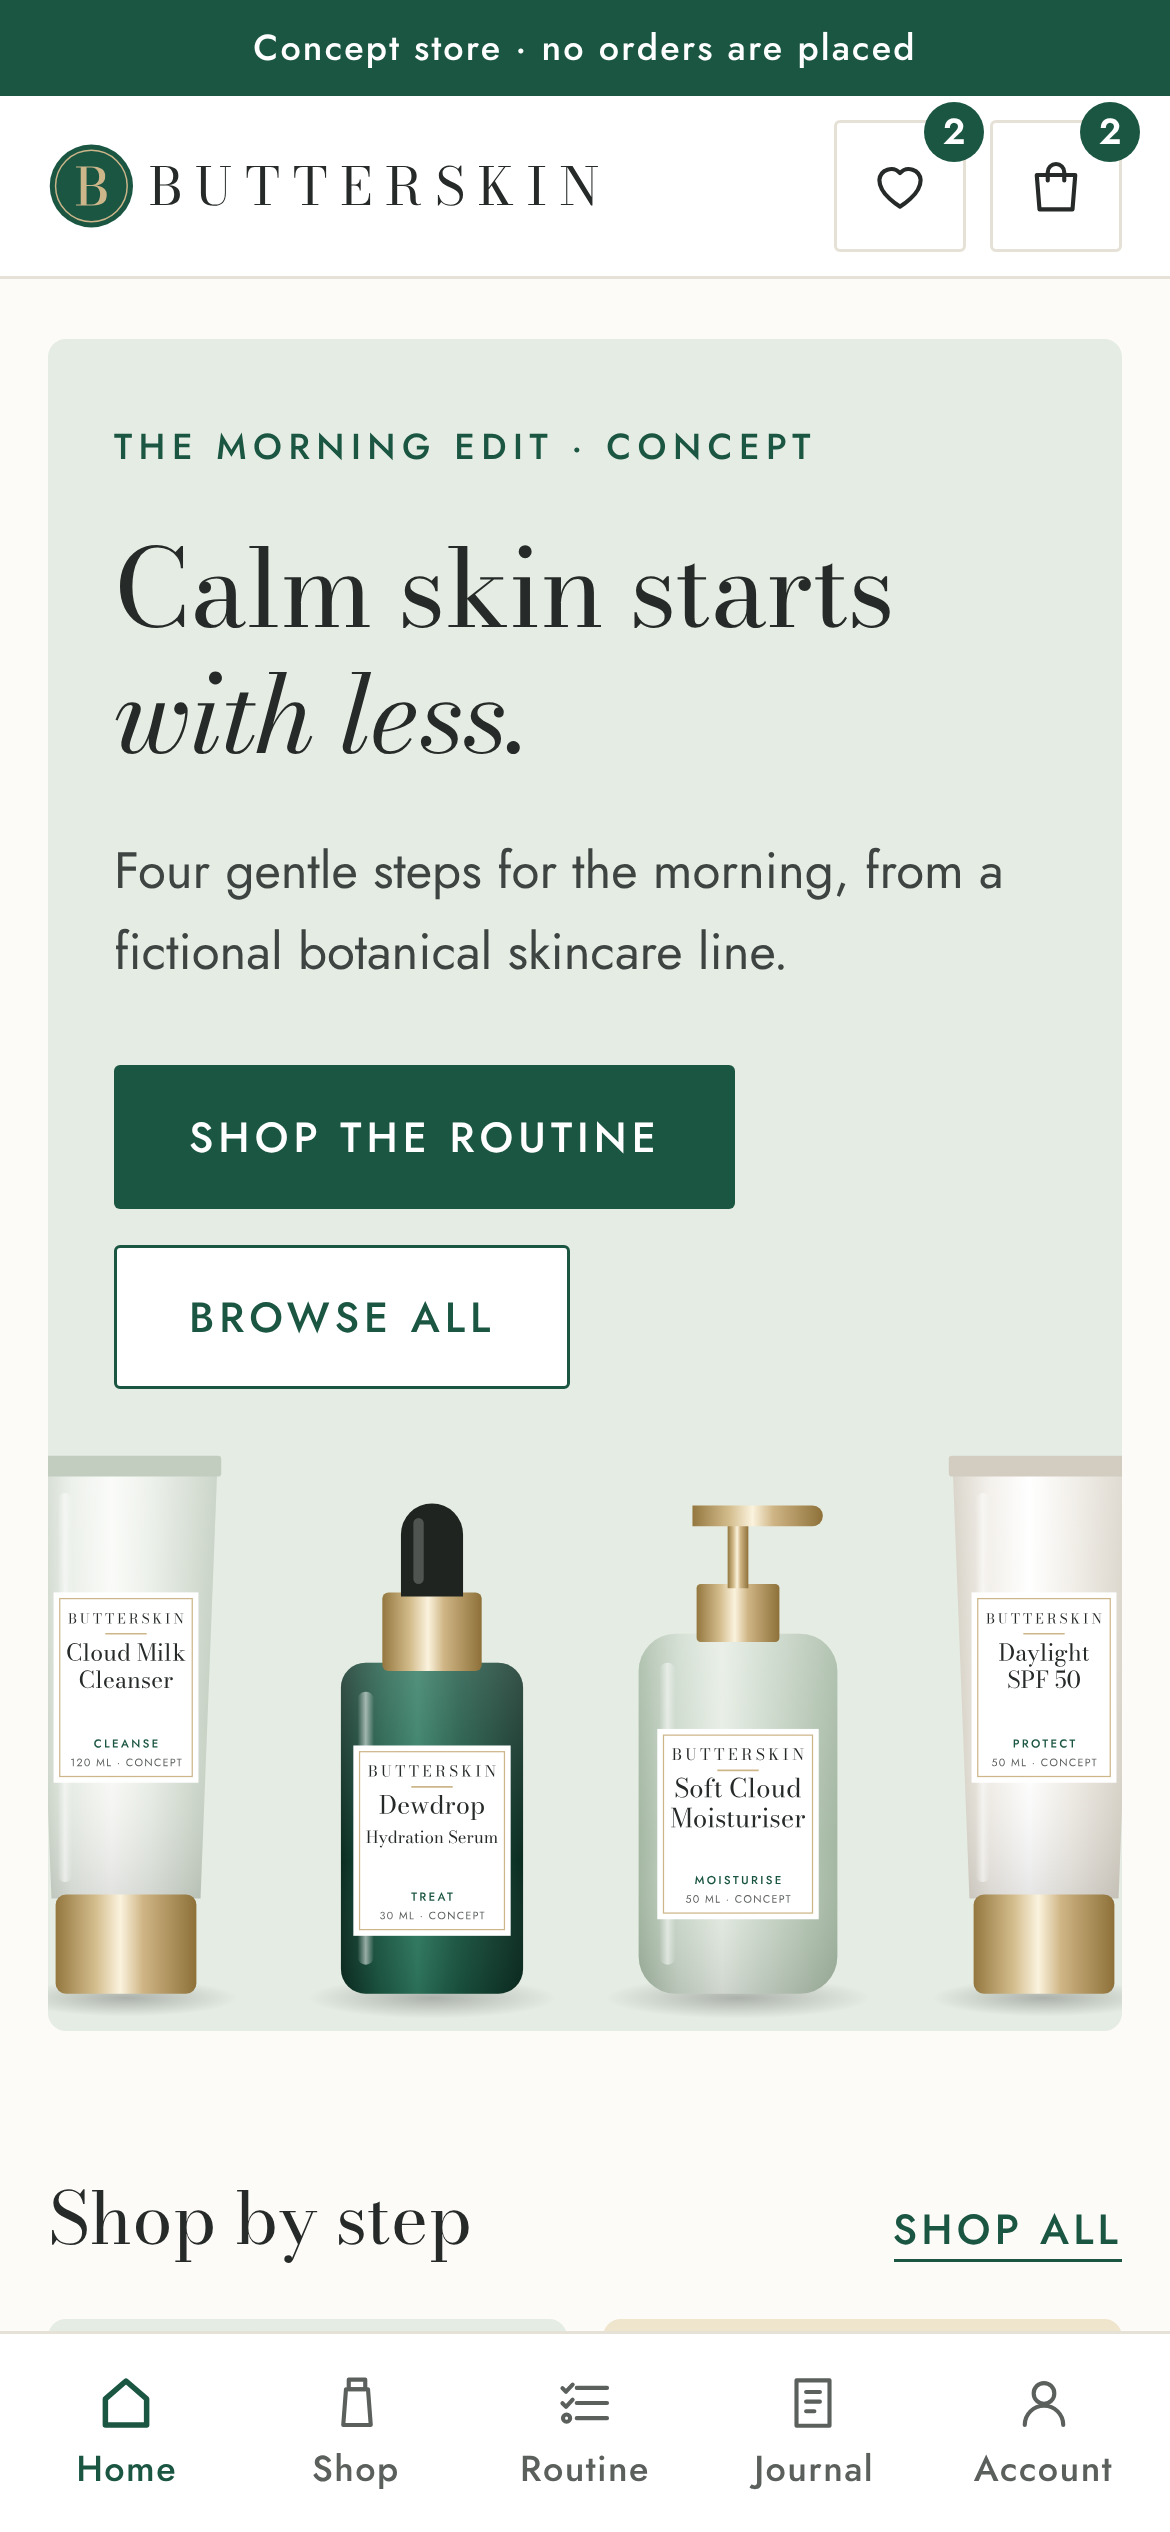 Concept store · no orders are placed
B BUTTERSKIN
2
2
THE MORNING EDIT · CONCEPT
Calm skin starts
with less.
Four gentle steps for the morning, from a
fictional botanical skincare line.
SHOP THE ROUTINE
BROWSE ALL
BUTTERSKIN
Cloud Milk
Cleanser
CLEANSE
120 ML · CONCEPT
BUTTERSKIN
Dewdrop
Hydration Serum
TREAT
30 ML · CONCEPT
BUTTERSKIN
Soft Cloud
Moisturiser
MOISTURISE
50 ML · CONCEPT
BUTTERSKIN
Daylight
SPF 50
PROTECT
50 ML · CONCEPT
Shop by step
SHOP ALL
Home
Shop
Routine
Journal
Account